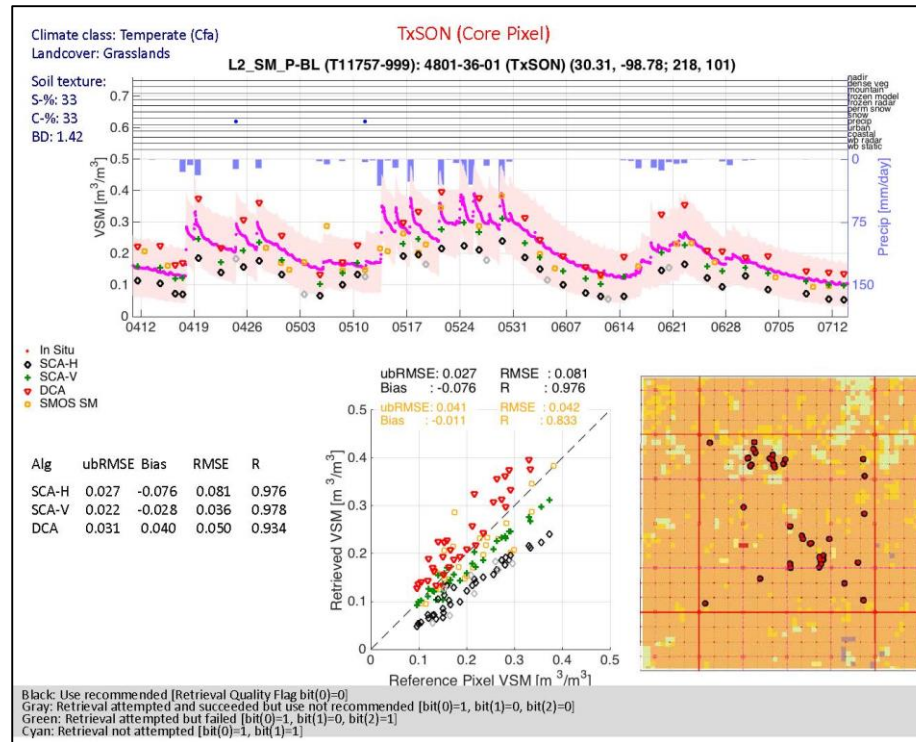 Climate class: Temperate (Cfa)
TxSON (Core Pixel)
Landcover: Grasslands
L2_SM_P-BL (T11757-999): 4801-36-01 (TxSON) (30.31, -98.78; 218, 101)
Soil texture:
S-%: 33
C-%: 33
BD: 1.42
nadir
dense veg
mountain
frozen model
frozen radar
perm snow
snow
precip
urban
coastal
wb radar
wb static
VSM [m³/m³]
0.7
0.6
0.5
0.4
0.3
0.2
0.1
0
Precip [mm/day]
0
75
150
0412 0419 0426 0503 0510 0517 0524 0531 0607 0614 0621 0628 0705 0712
In Situ
SCA-H
SCA-V
DCA
SMOS SM
ubRMSE: 0.027 RMSE : 0.081
Bias : -0.076 R : 0.976
ubRMSE: 0.041 RMSE : 0.042
Bias : -0.011 R : 0.833
Alg ubRMSE Bias RMSE R
SCA-H 0.027 -0.076 0.081 0.976
SCA-V 0.022 -0.028 0.036 0.978
DCA 0.031 0.040 0.050 0.934
Retrieved VSM [m³/m³]
0.5
0.4
0.3
0.2
0.1
0
0 0.1 0.2 0.3 0.4 0.5
Reference Pixel VSM [m³/m³]
Black: Use recommended [Retrieval Quality Flag bit(0)=0]
Gray: Retrieval attempted and succeeded but use not recommended [bit(0)=1, bit(1)=0, bit(2)=0]
Green: Retrieval attempted but failed [bit(0)=1, bit(1)=0, bit(2)=1]
Cyan: Retrieval not attempted [bit(0)=1, bit(1)=1]